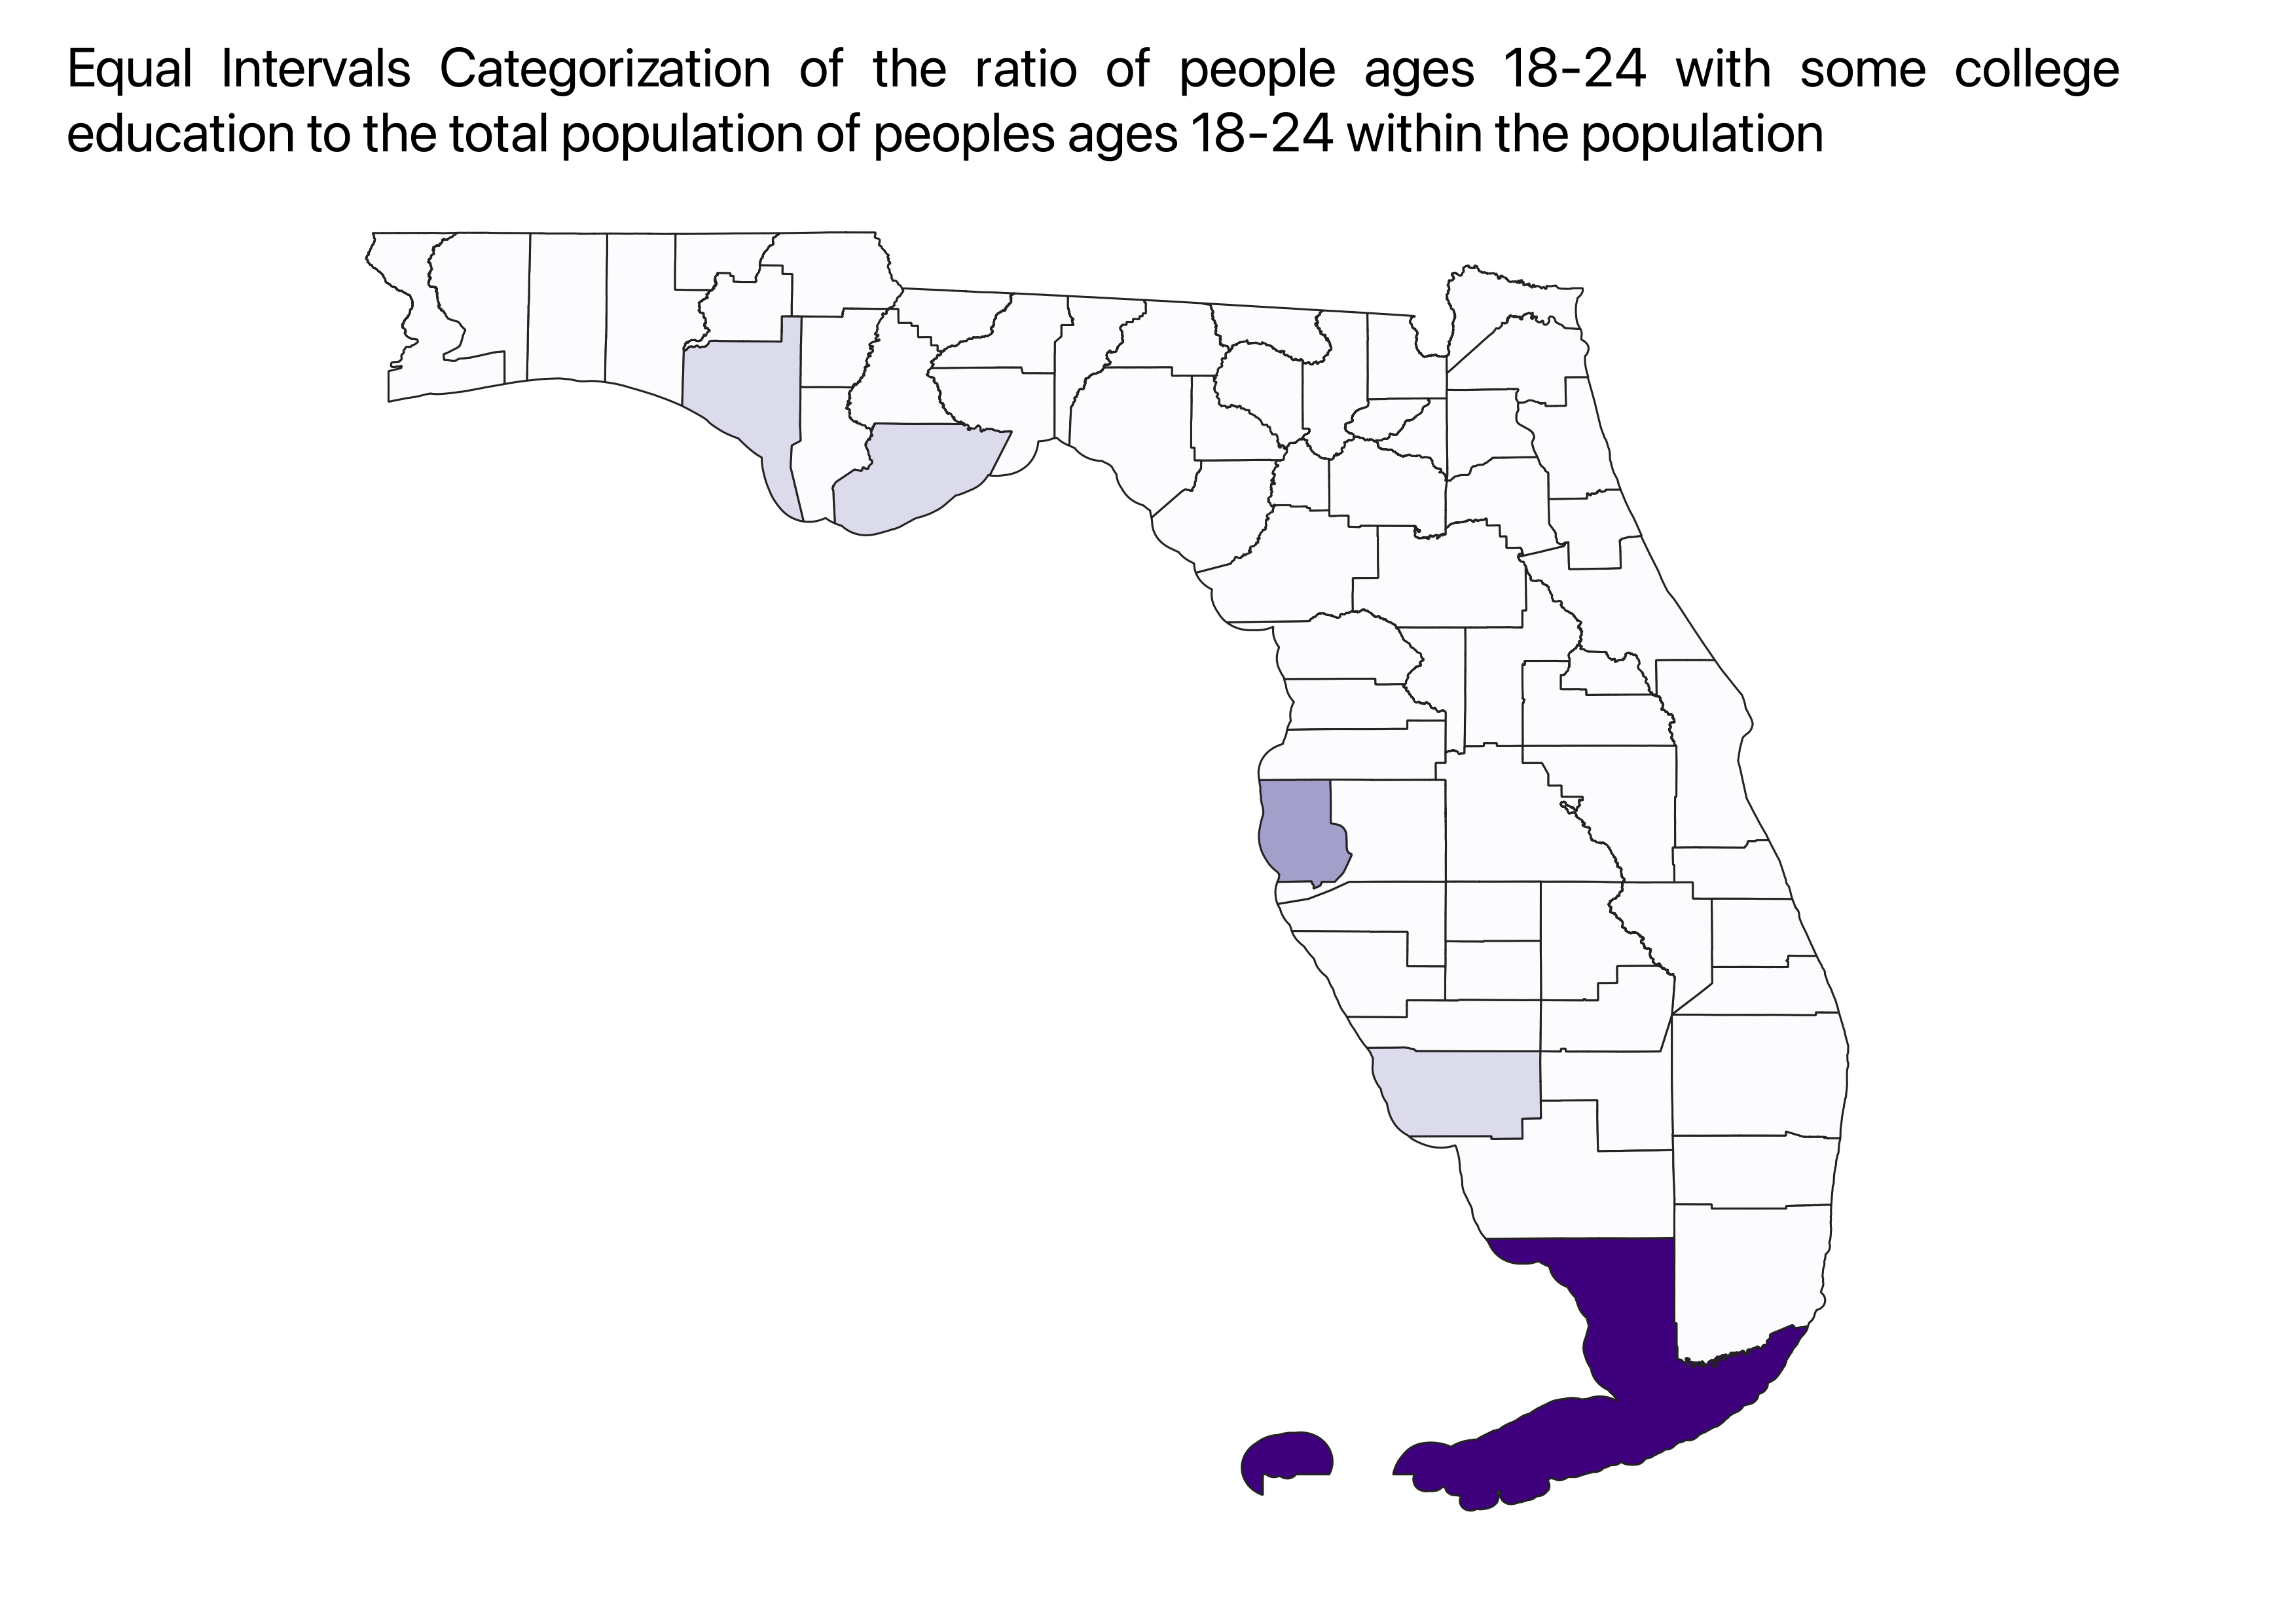 Equal Intervals Categorization of the ratio of people ages 18-24 with some college
education to the total population of peoples ages 18-24 within the population